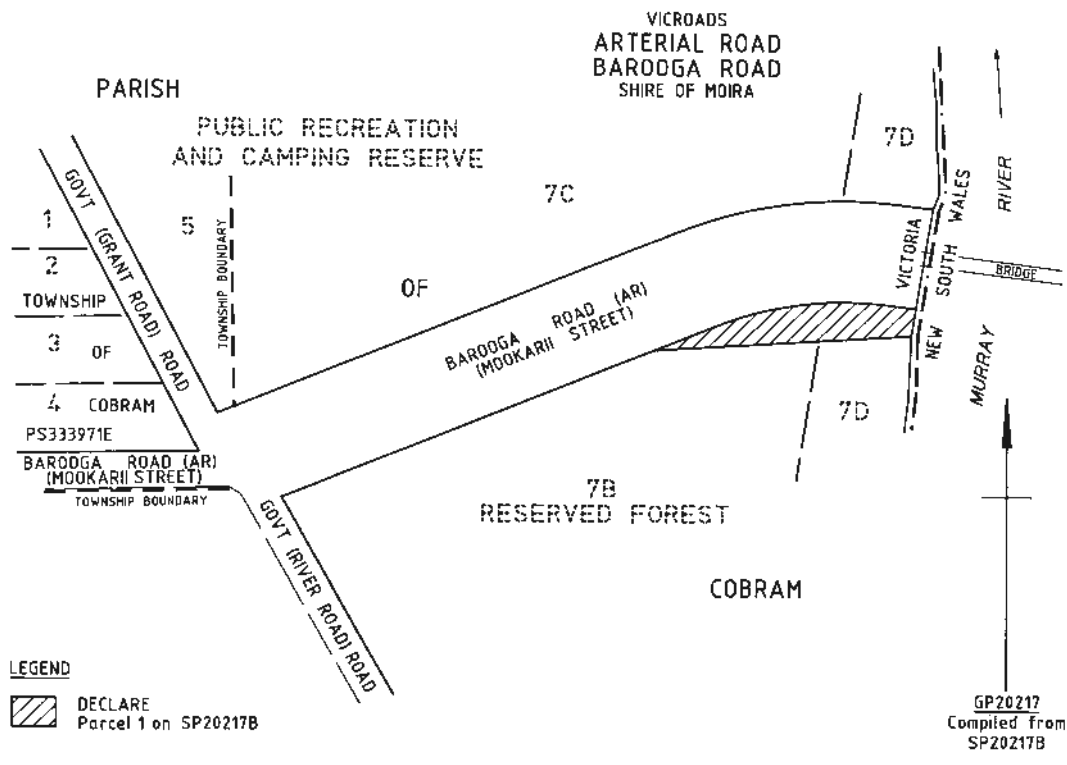 VICROADS
ARTERIAL ROAD
BAROOGA ROAD
SHIRE OF MOIRA
PARISH
PUBLIC RECREATION
AND CAMPING RESERVE
7D
7C
1
2
TOWNSHIP
3
OF
4 COBRAM
PS333971E
BAROOGA ROAD (AR)
(MOOKARII STREET)
TOWNSHIP BOUNDARY
GOVT (GRANT ROAD) ROAD
5
TOWNSHIP BOUNDARY
OF
BAROOGA ROAD (AR)
(MOOKARII STREET)
VICTORIA
NEW SOUTH WALES
MURRAY RIVER
BRIDGE
7D
7B
RESERVED FOREST
GOVT (RIVER ROAD) ROAD
COBRAM
LEGEND
DECLARE
Parcel 1 on SP20217B
GP20217
Compiled from
SP20217B